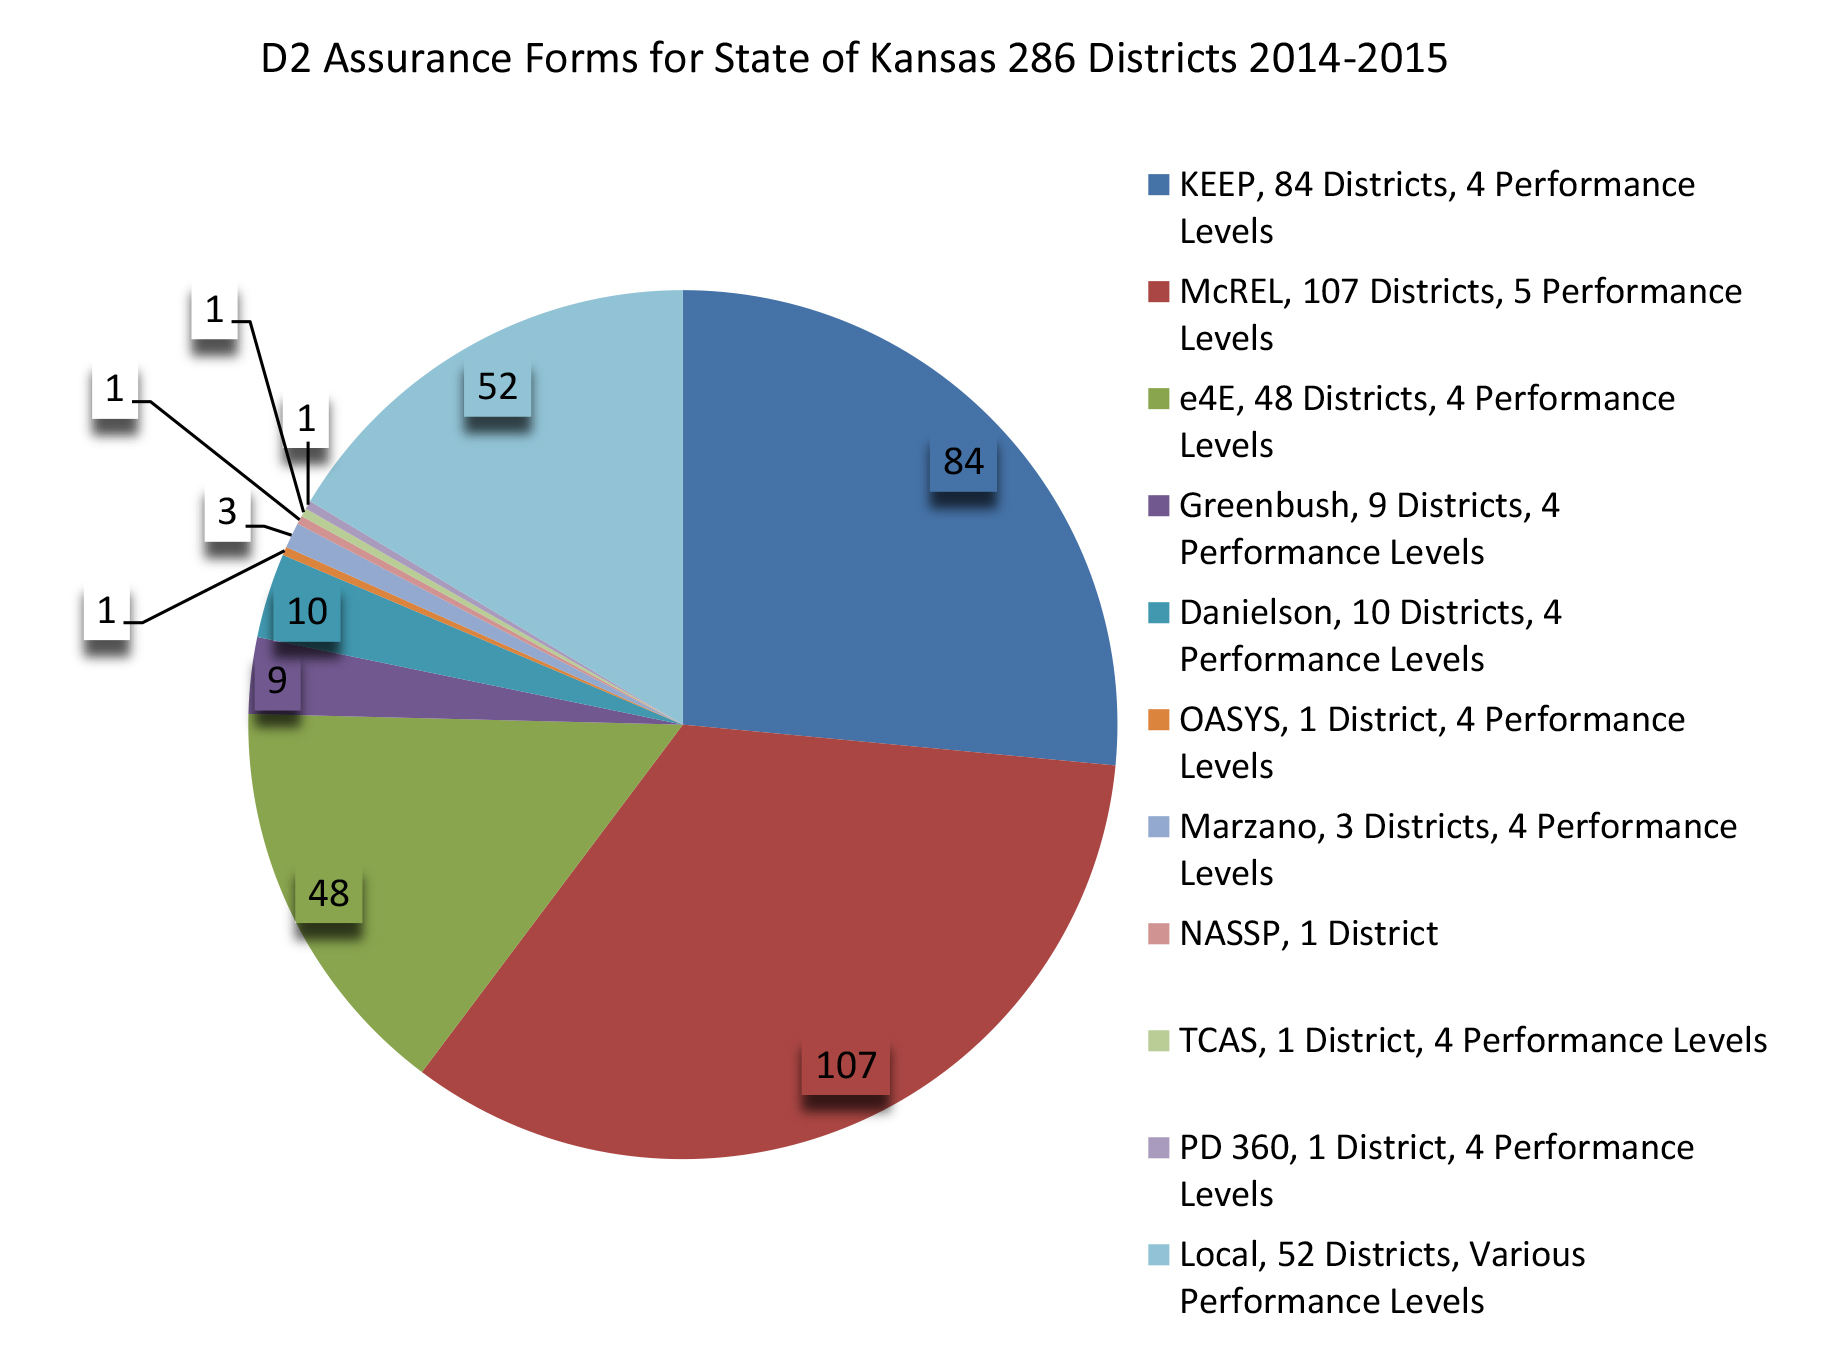 D2 Assurance Forms for State of Kansas 286 Districts 2014-2015
KEEP, 84 Districts, 4 Performance
Levels
McREL, 107 Districts, 5 Performance
Levels
e4E, 48 Districts, 4 Performance
Levels
Greenbush, 9 Districts, 4
Performance Levels
Danielson, 10 Districts, 4
Performance Levels
OASYS, 1 District, 4 Performance
Levels
Marzano, 3 Districts, 4 Performance
Levels
NASSP, 1 District
TCAS, 1 District, 4 Performance Levels
PD 360, 1 District, 4 Performance
Levels
Local, 52 Districts, Various
Performance Levels
84
107
48
9
10
1
3
1
1
1
52